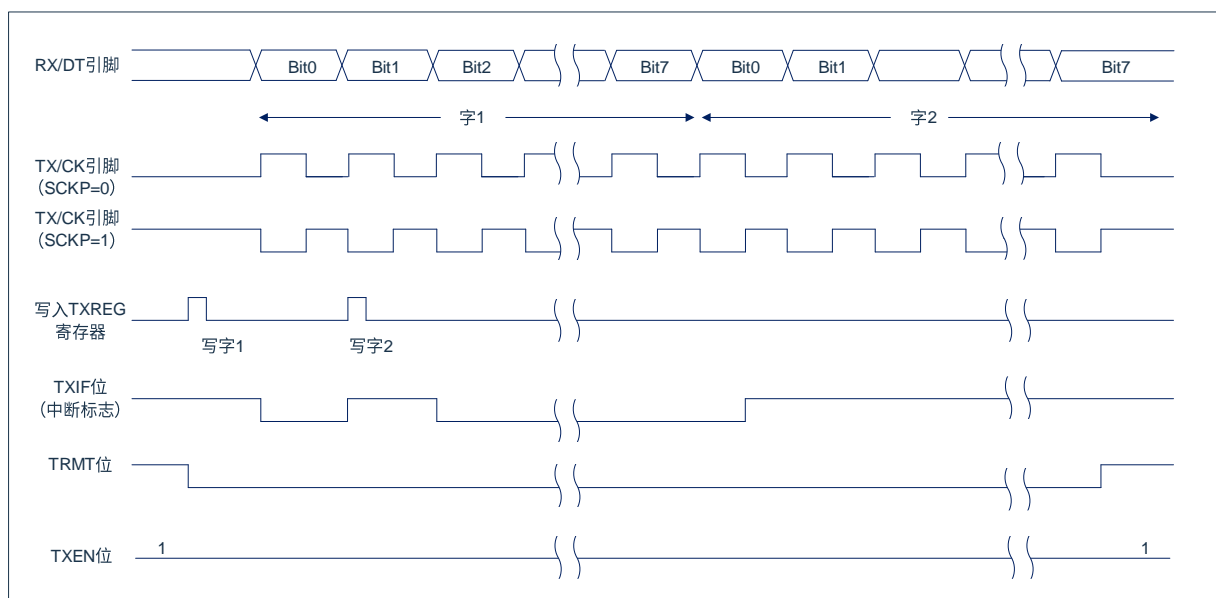 RX/DT引脚
Bit0 Bit1 Bit2 Bit7 Bit0 Bit1 Bit7
字1 字2
TX/CK引脚
（SCKP=0）
TX/CK引脚
（SCKP=1）
写入TXREG
寄存器
写字1 写字2
TXIF位
（中断标志）
TRMT位
TXEN位
1 1